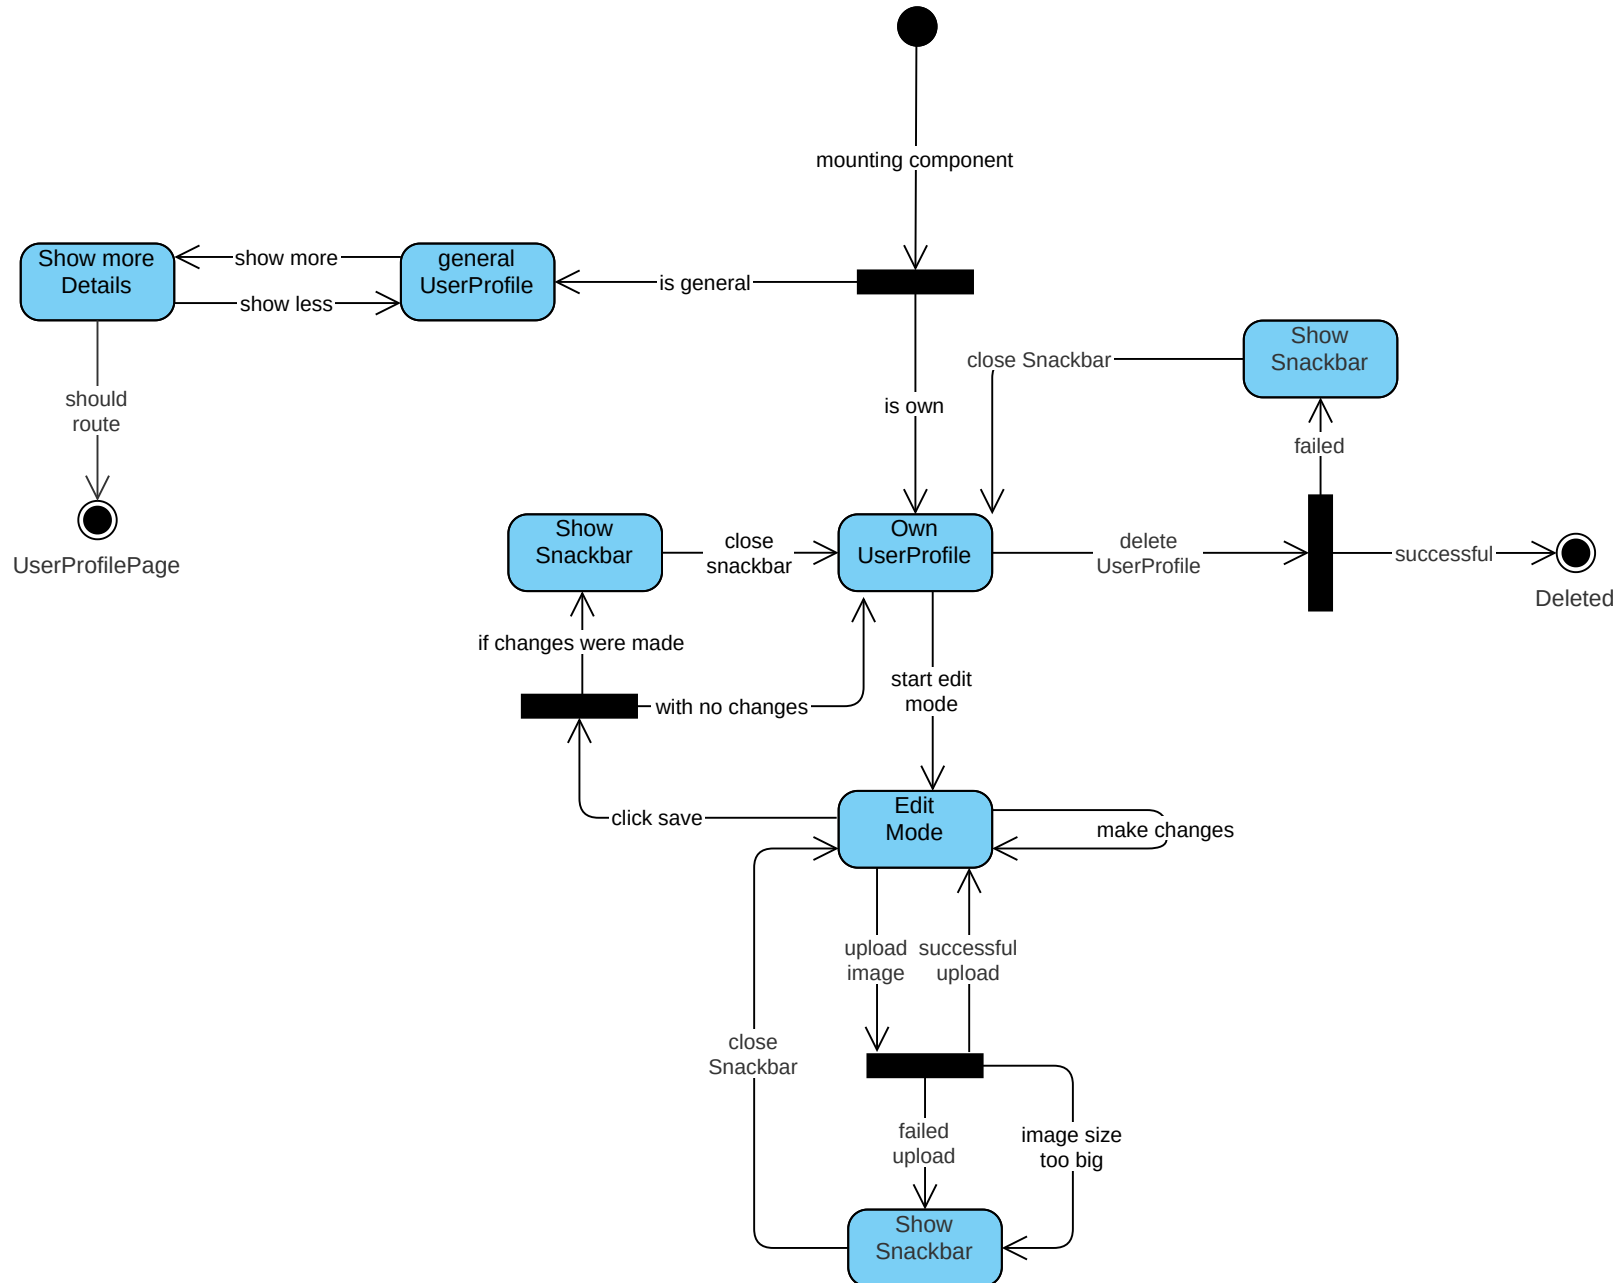 mounting component
Show more
Details
show more
show less
general
UserProfile
is general
is own
close Snackbar
Show
Snackbar
failed
should
route
UserProfilePage
Show
Snackbar
close
snackbar
Own
UserProfile
delete
UserProfile
successful
Deleted
if changes were made
with no changes
start edit
mode
click save
Edit
Mode
make changes
upload
image
successful
upload
close
Snackbar
failed
upload
image size
too big
Show
Snackbar